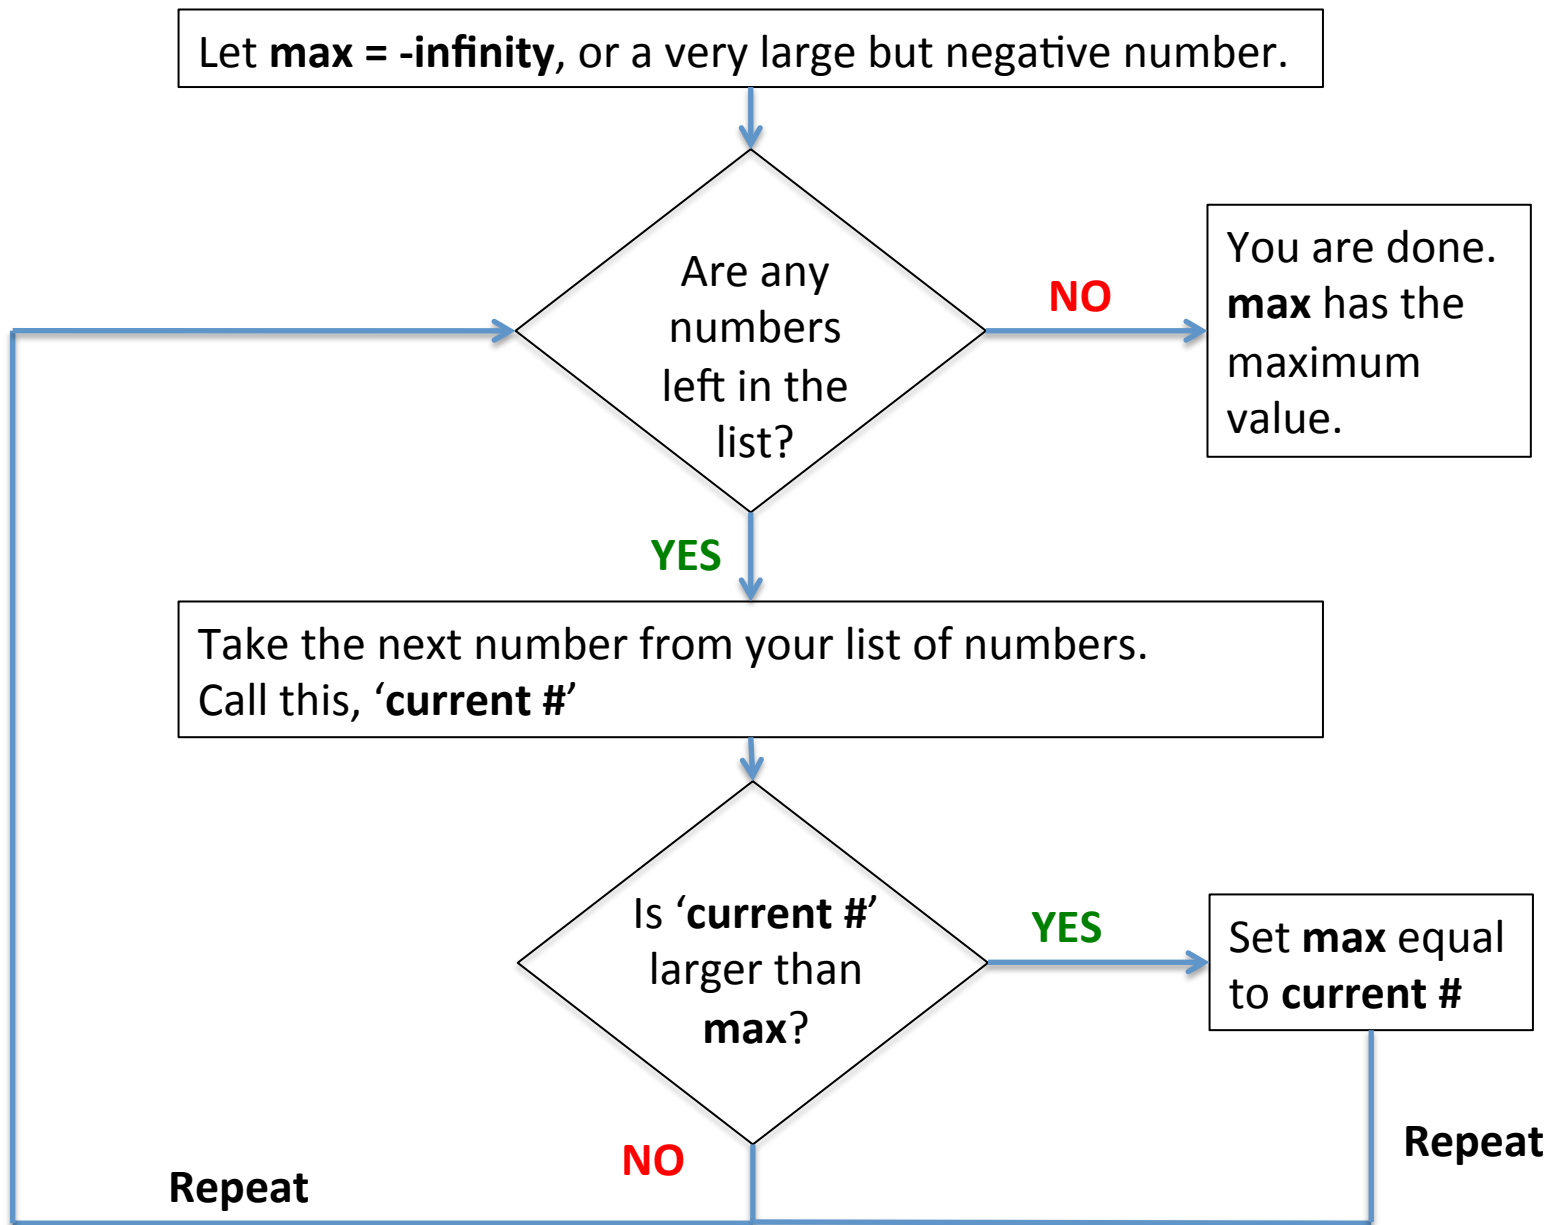 Let max = -infinity, or a very large but negative number.
Are any
numbers
left in the
list?
NO
You are done.
max has the
maximum
value.
YES
Take the next number from your list of numbers.
Call this, ‘current #’
Is ‘current #’
larger than
max?
YES
Set max equal
to current #
NO
Repeat
Repeat